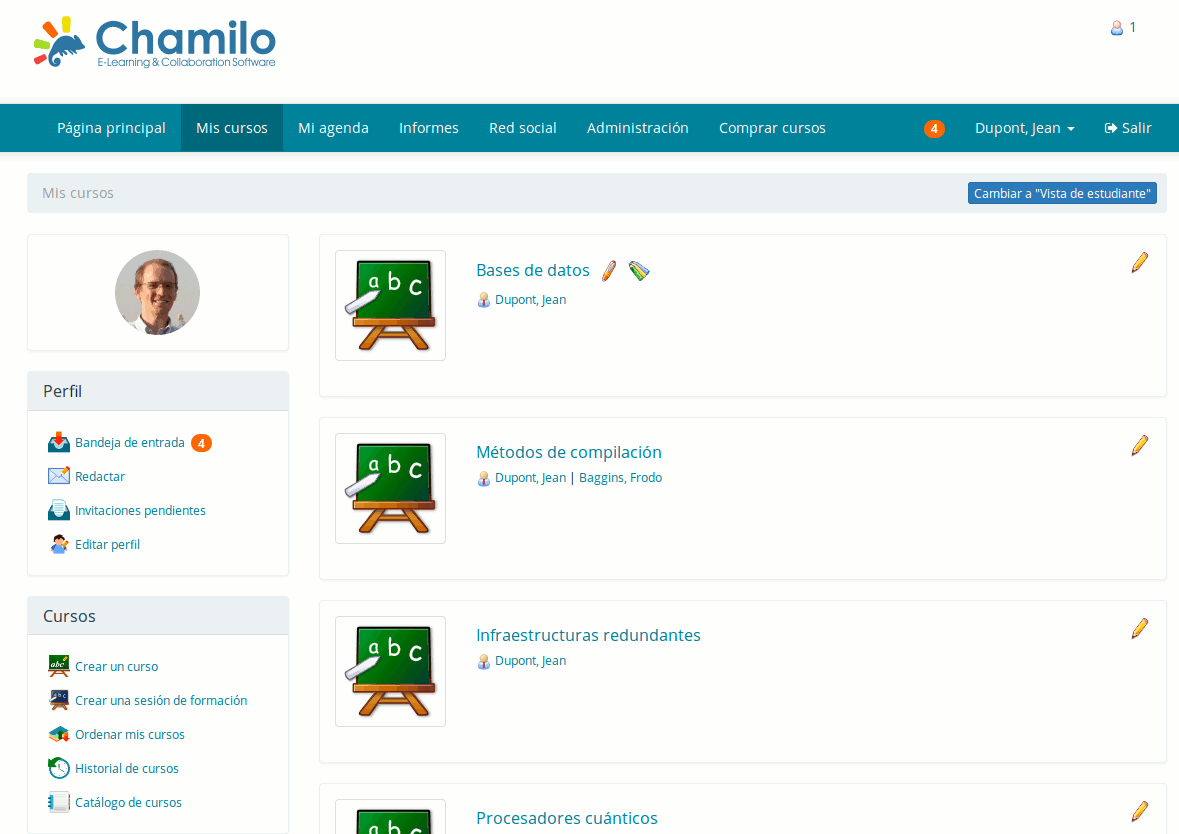 Chamilo
E-Learning & Collaboration Software
1
Página principal
Mis cursos
Mi agenda
Informes
Red social
Administración
Comprar cursos
4
Dupont, Jean
Salir
Mis cursos
Cambiar a "Vista de estudiante"
Perfil
Bandeja de entrada 4
Redactar
Invitaciones pendientes
Editar perfil
Cursos
abc
Crear un curso
abc
Crear una sesión de formación
Ordenar mis cursos
Historial de cursos
Catálogo de cursos
a b c
Bases de datos
Dupont, Jean
a b c
Métodos de compilación
Dupont, Jean | Baggins, Frodo
a b c
Infraestructuras redundantes
Dupont, Jean
a b c
Procesadores cuánticos